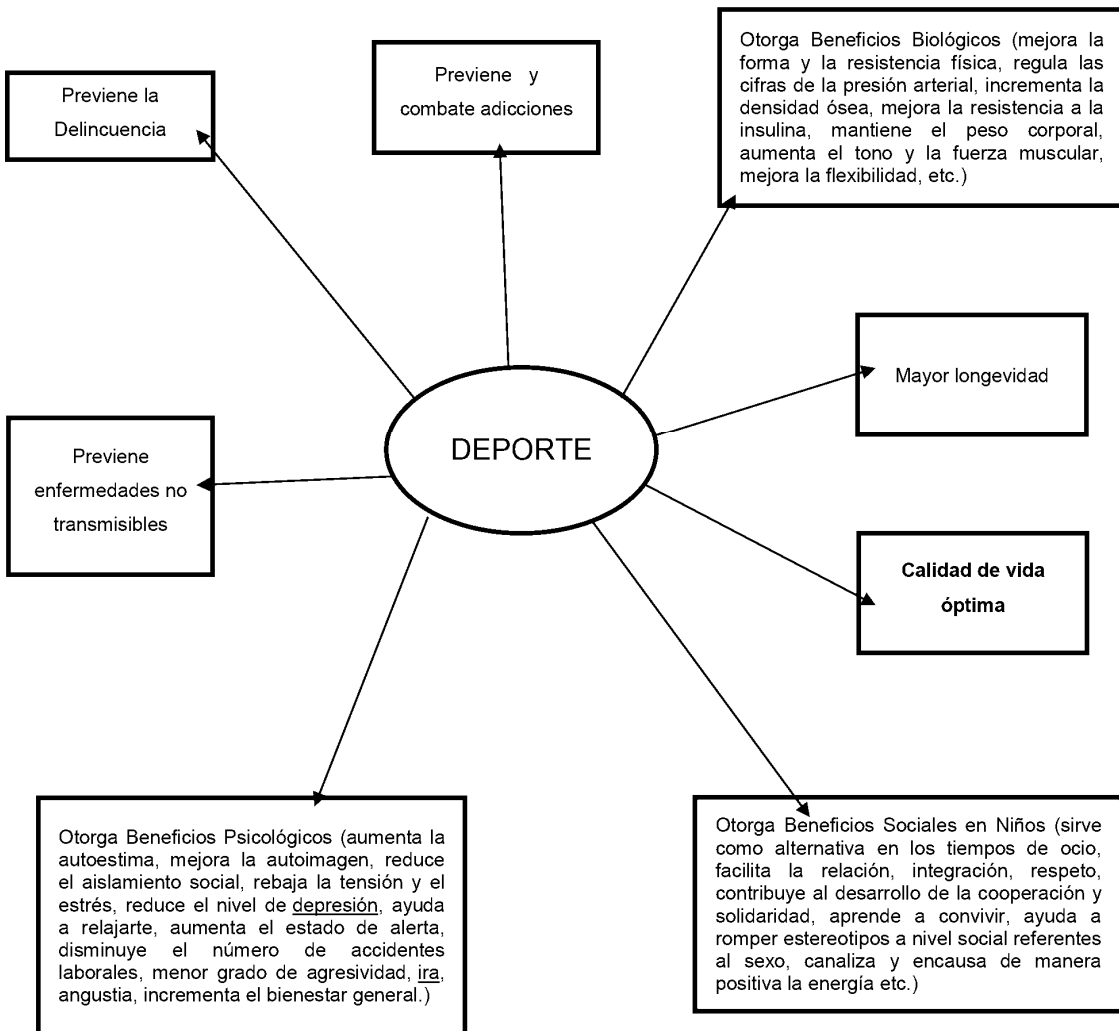 Previene la
Delincuencia
Previene y
combate adicciones
Otorga Beneficios Biológicos (mejora la
forma y la resistencia física, regula las
cifras de la presión arterial, incrementa la
densidad ósea, mejora la resistencia a la
insulina, mantiene el peso corporal,
aumenta el tono y la fuerza muscular,
mejora la flexibilidad, etc.)
Mayor longevidad
DEPORTE
Previene
enfermedades no
transmisibles
Calidad de vida
óptima
Otorga Beneficios Psicológicos (aumenta la
autoestima, mejora la autoimagen, reduce
el aislamiento social, rebaja la tensión y el
estrés, reduce el nivel de depresión, ayuda
a relajarte, aumenta el estado de alerta,
disminuye el número de accidentes
laborales, menor grado de agresividad, ira,
angustia, incrementa el bienestar general.)
Otorga Beneficios Sociales en Niños (sirve
como alternativa en los tiempos de ocio,
facilita la relación, integración, respeto,
contribuye al desarrollo de la cooperación y
solidaridad, aprende a convivir, ayuda a
romper estereotipos a nivel social referentes
al sexo, canaliza y encausa de manera
positiva la energía etc.)